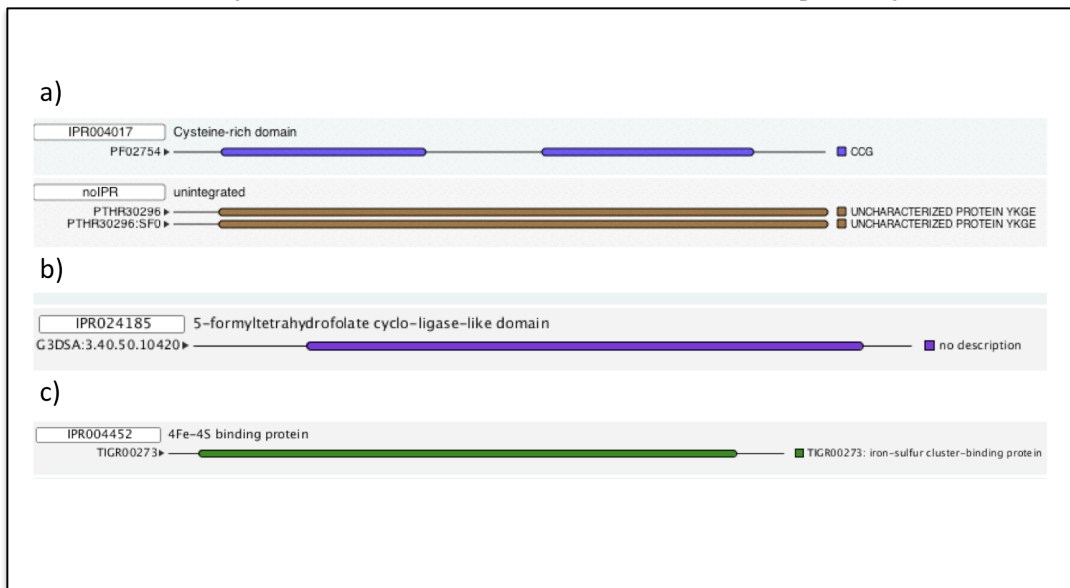 a)
IPR004017 Cysteine-rich domain
PF02754 CCG
noIPR unintegrated
PTHR30296 UNCHARACTERIZED PROTEIN YKGE
PTHR30296:SF0 UNCHARACTERIZED PROTEIN YKGE
b)
IPR024185 5-formyltetrahydrofolate cyclo-ligase-like domain
G3DSA:3.40.50.10420 no description
c)
IPR004452 4Fe-4S binding protein
TIGR00273 TIGR00273: iron-sulfur cluster-binding protein